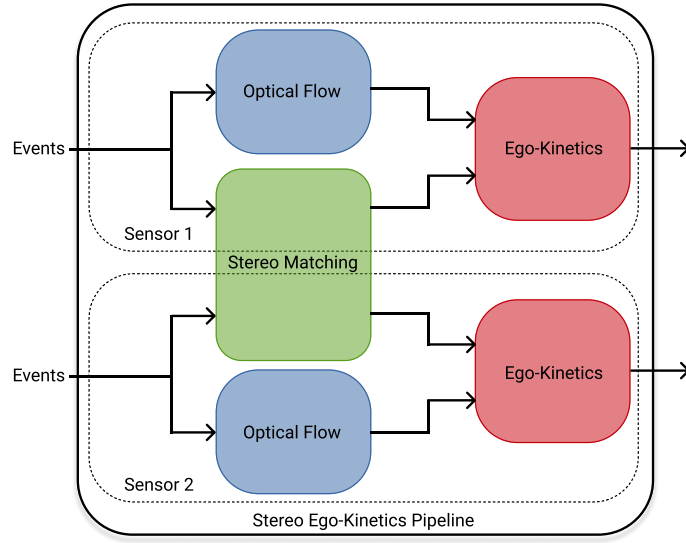 Optical Flow
Events
Ego-Kinetics
Sensor 1
Stereo Matching
Events
Ego-Kinetics
Optical Flow
Sensor 2
Stereo Ego-Kinetics Pipeline